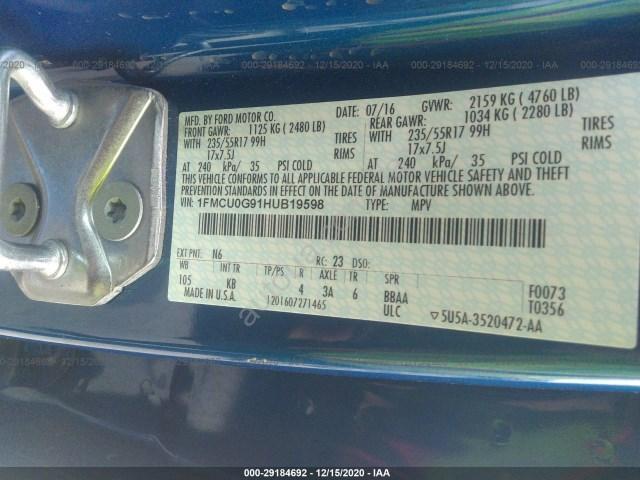 000-29184692 - 12/15/2020 - IAA
MFD. BY FORD MOTOR CO.
DATE: 07/16 GVWR: 2159 KG ( 4760 LB)
FRONT GAWR: 1125 KG ( 2480 LB) REAR GAWR: 1034 KG ( 2280 LB)
WITH 235/55R17 99H TIRES WITH 235/55R17 99H TIRES
17x7.5J RIMS 17x7.5J RIMS
AT 240 kPa/ 35 PSI COLD AT 240 kPa/ 35 PSI COLD
THIS VEHICLE CONFORMS TO ALL APPLICABLE FEDERAL MOTOR VEHICLE SAFETY AND THEFT
PREVENTION STANDARDS IN EFFECT ON THE DATE OF MANUFACTURE SHOWN ABOVE.
VIN: 1FMCU0G91HUB19598 TYPE: MPV
EXT PNT: N6 RC: 23 DSO:
WB INT TR TP/PS R AXLE TR SPR
105 KB 4 3A 6 BBAA F0073
MADE IN U.S.A. 1201607271465 ULC T0356
5U5A-3520472-AA
000-29184692 - 12/15/2020 - IAA